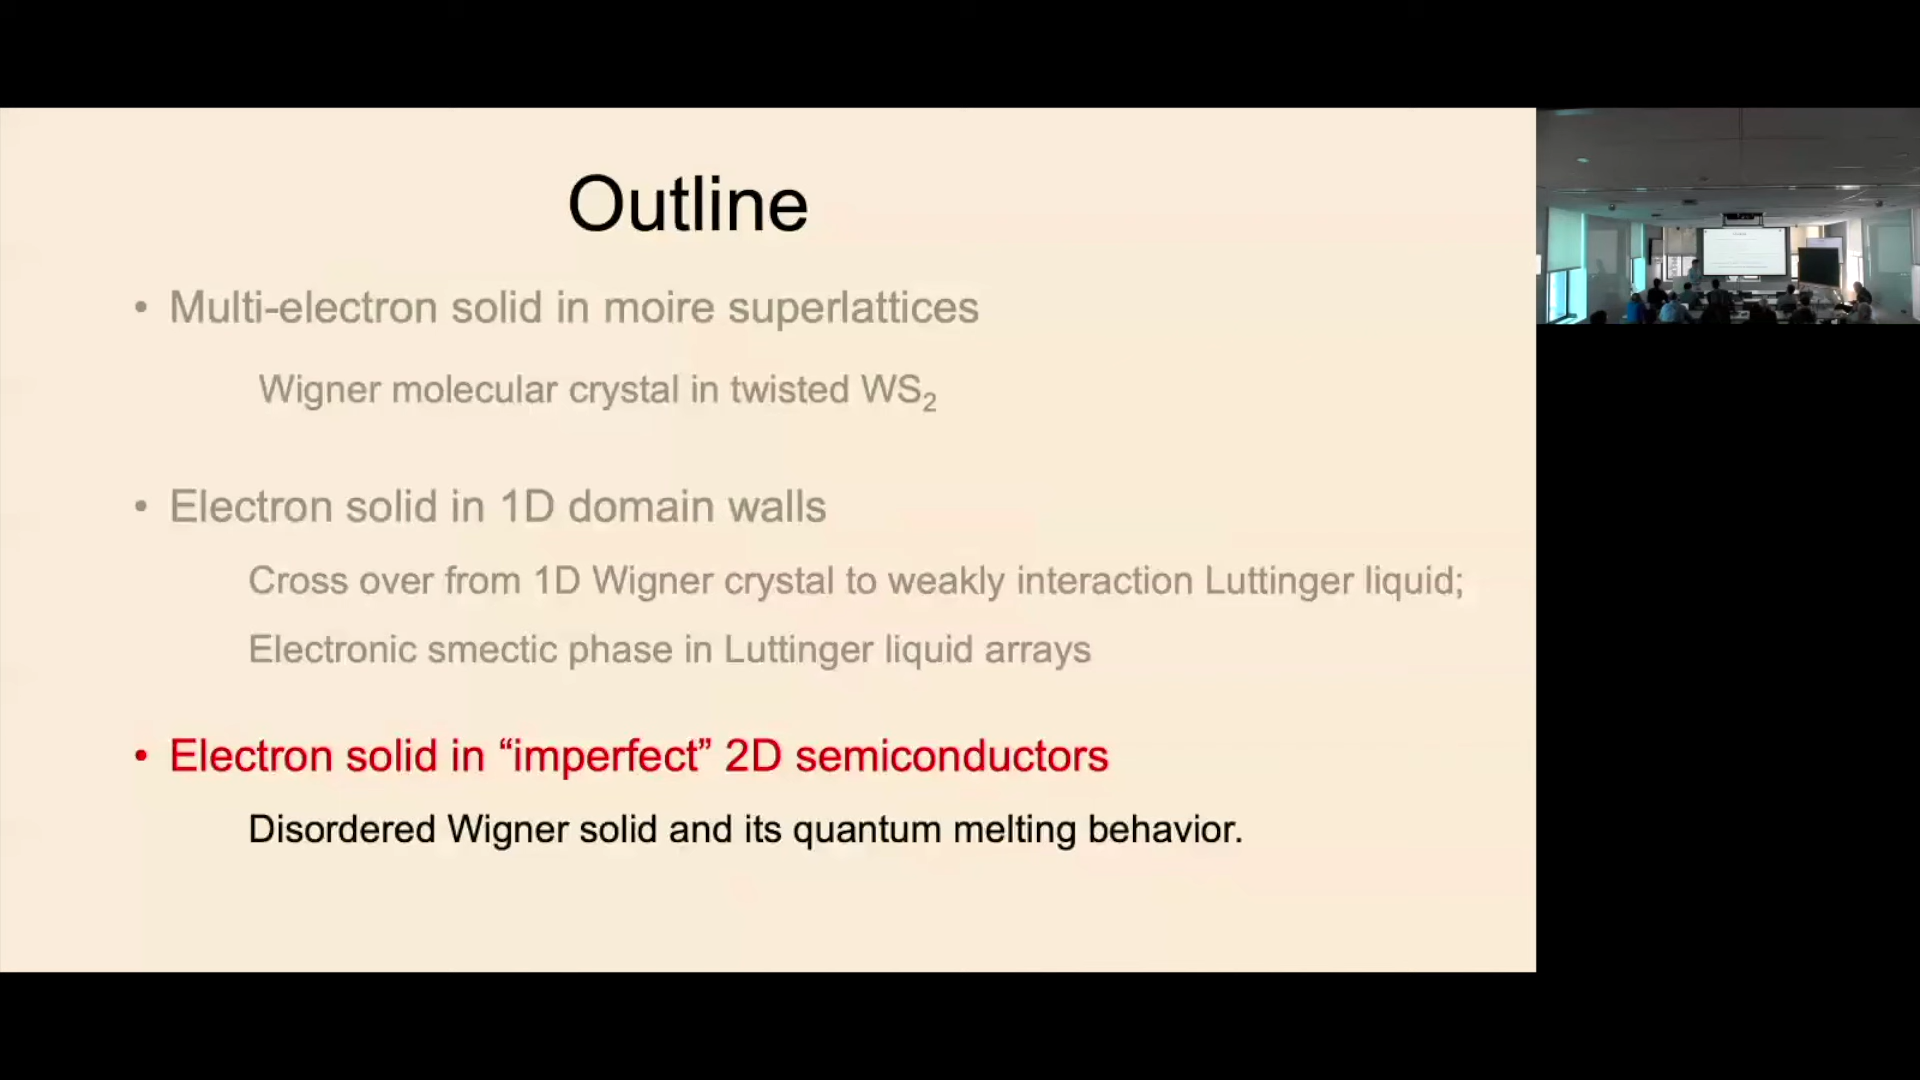 Outline
• Multi-electron solid in moire superlattices
Wigner molecular crystal in twisted WS₂
• Electron solid in 1D domain walls
Cross over from 1D Wigner crystal to weakly interaction Luttinger liquid;
Electronic smectic phase in Luttinger liquid arrays
• Electron solid in “imperfect” 2D semiconductors
Disordered Wigner solid and its quantum melting behavior.